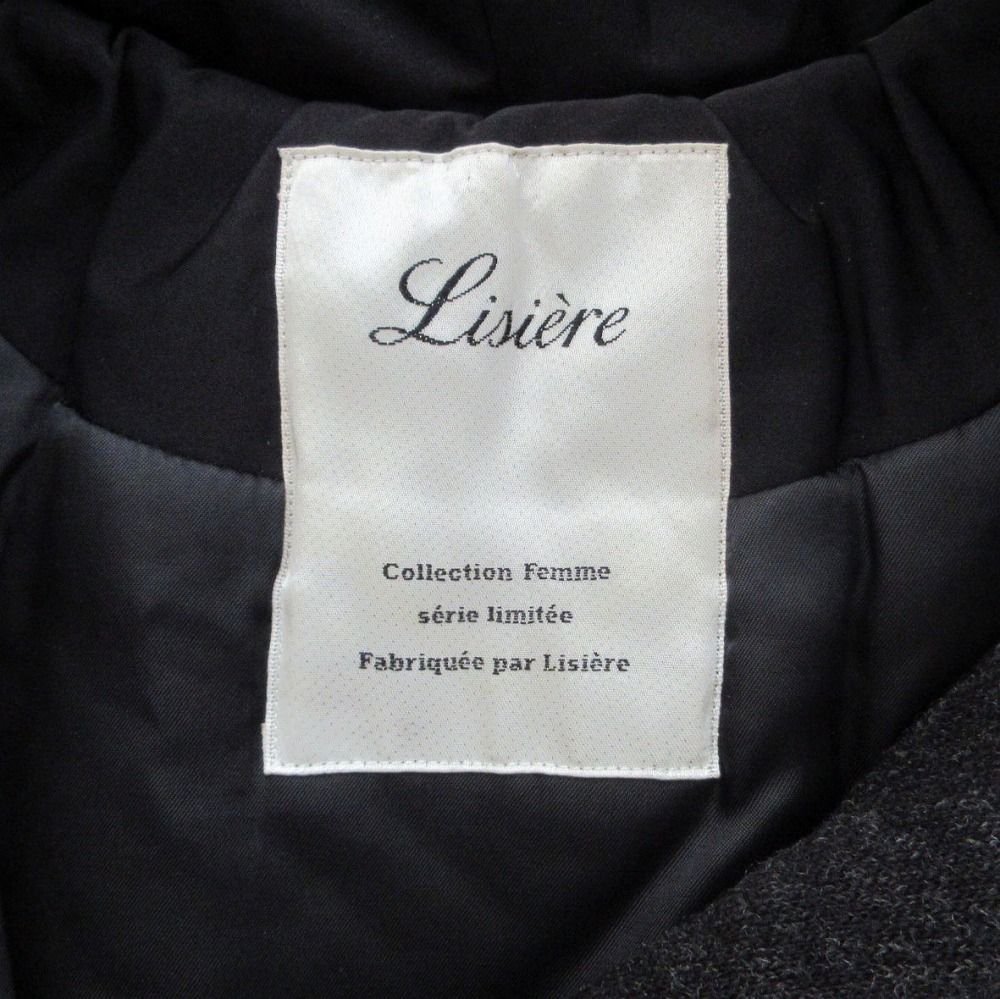 Lisière
Collection Femme
série limitée
Fabriquée par Lisière